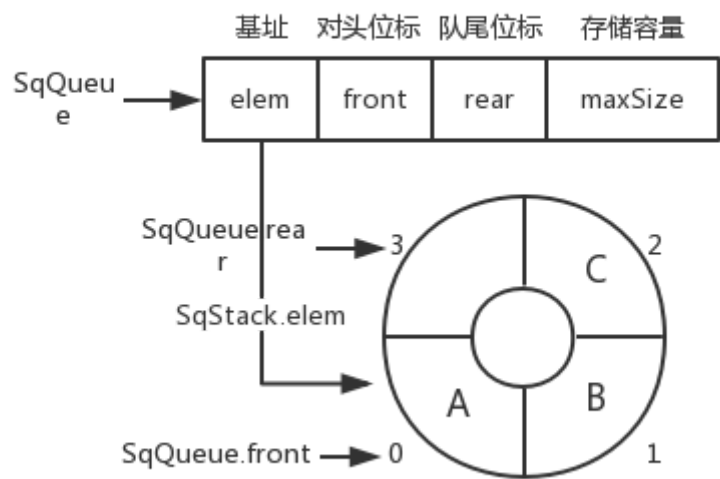 基址 对头位标 队尾位标 存储容量
SqQueu
e
elem front rear maxSize
SqQueue.rea
r
3
2
C
SqStack.elem
A
B
SqQueue.front
0
1